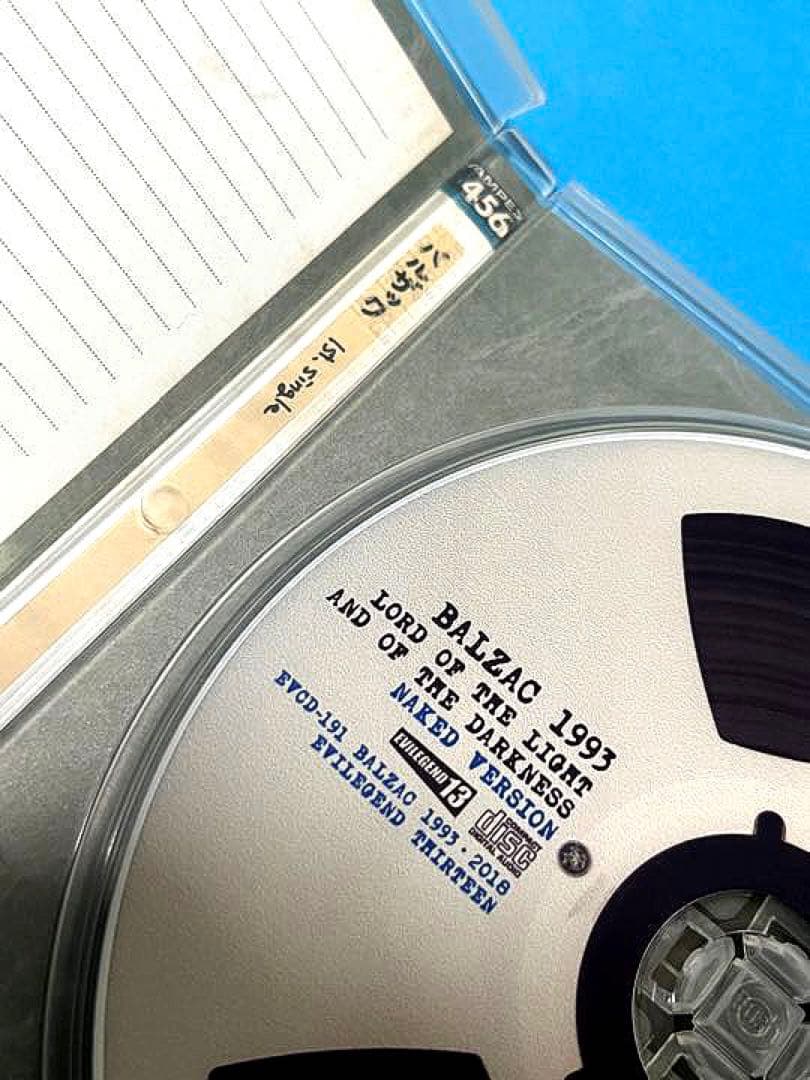 AMPEX
456
バルザック
1st. single
BALZAC 1993
LORD OF THE LIGHT
AND OF THE DARKNESS
NAKED VERSION
EVILEGEND 13
COMPACT
disc
DIGITAL AUDIO
EVCD-191 BALZAC 1993・2018
EVILEGEND THIRTEEN